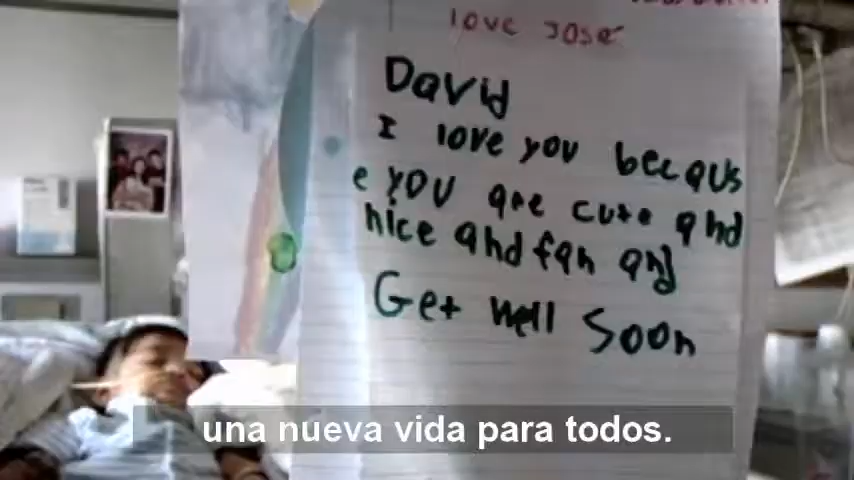 love Jose
David
I love you becaus
e you are cute and
nice and fan and
Get well Soon
una nueva vida para todos.